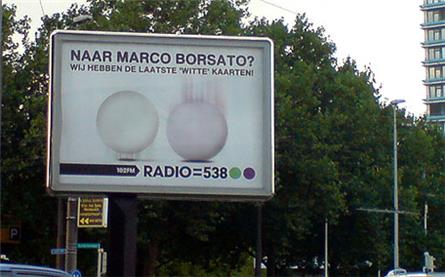 NAAR MARCO BORSATO?
WIJ HEBBEN DE LAATSTE 'WITTE' KAARTEN!
102FM RADIO=538
P